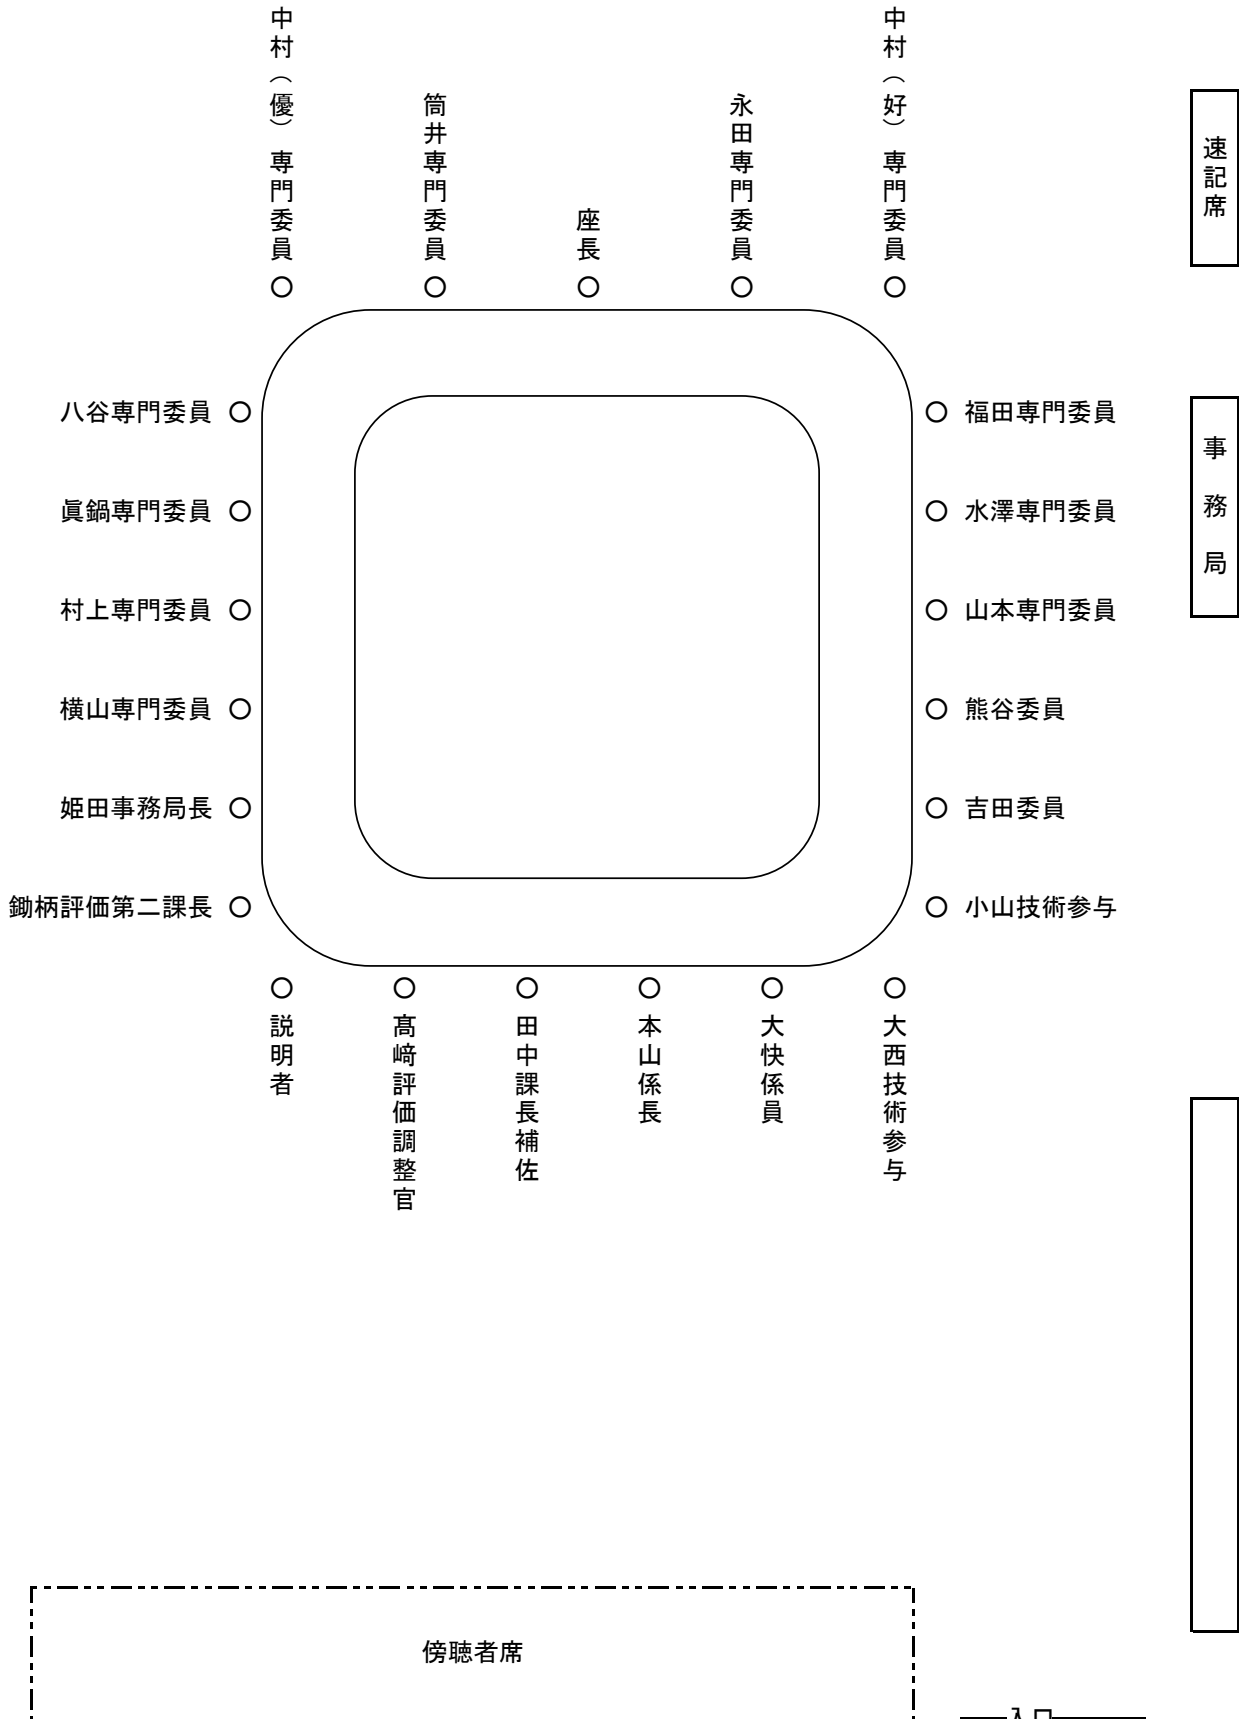 中村（優）専門委員
筒井専門委員
座長
永田専門委員
中村（好）専門委員
速記席
八谷専門委員
福田専門委員
事務局
眞鍋専門委員
水澤専門委員
村上専門委員
山本専門委員
横山専門委員
熊谷委員
姫田事務局長
吉田委員
鋤柄評価第二課長
小山技術参与
説明者
髙﨑評価調整官
田中課長補佐
本山係長
大快係員
大西技術参与
傍聴者席
入口